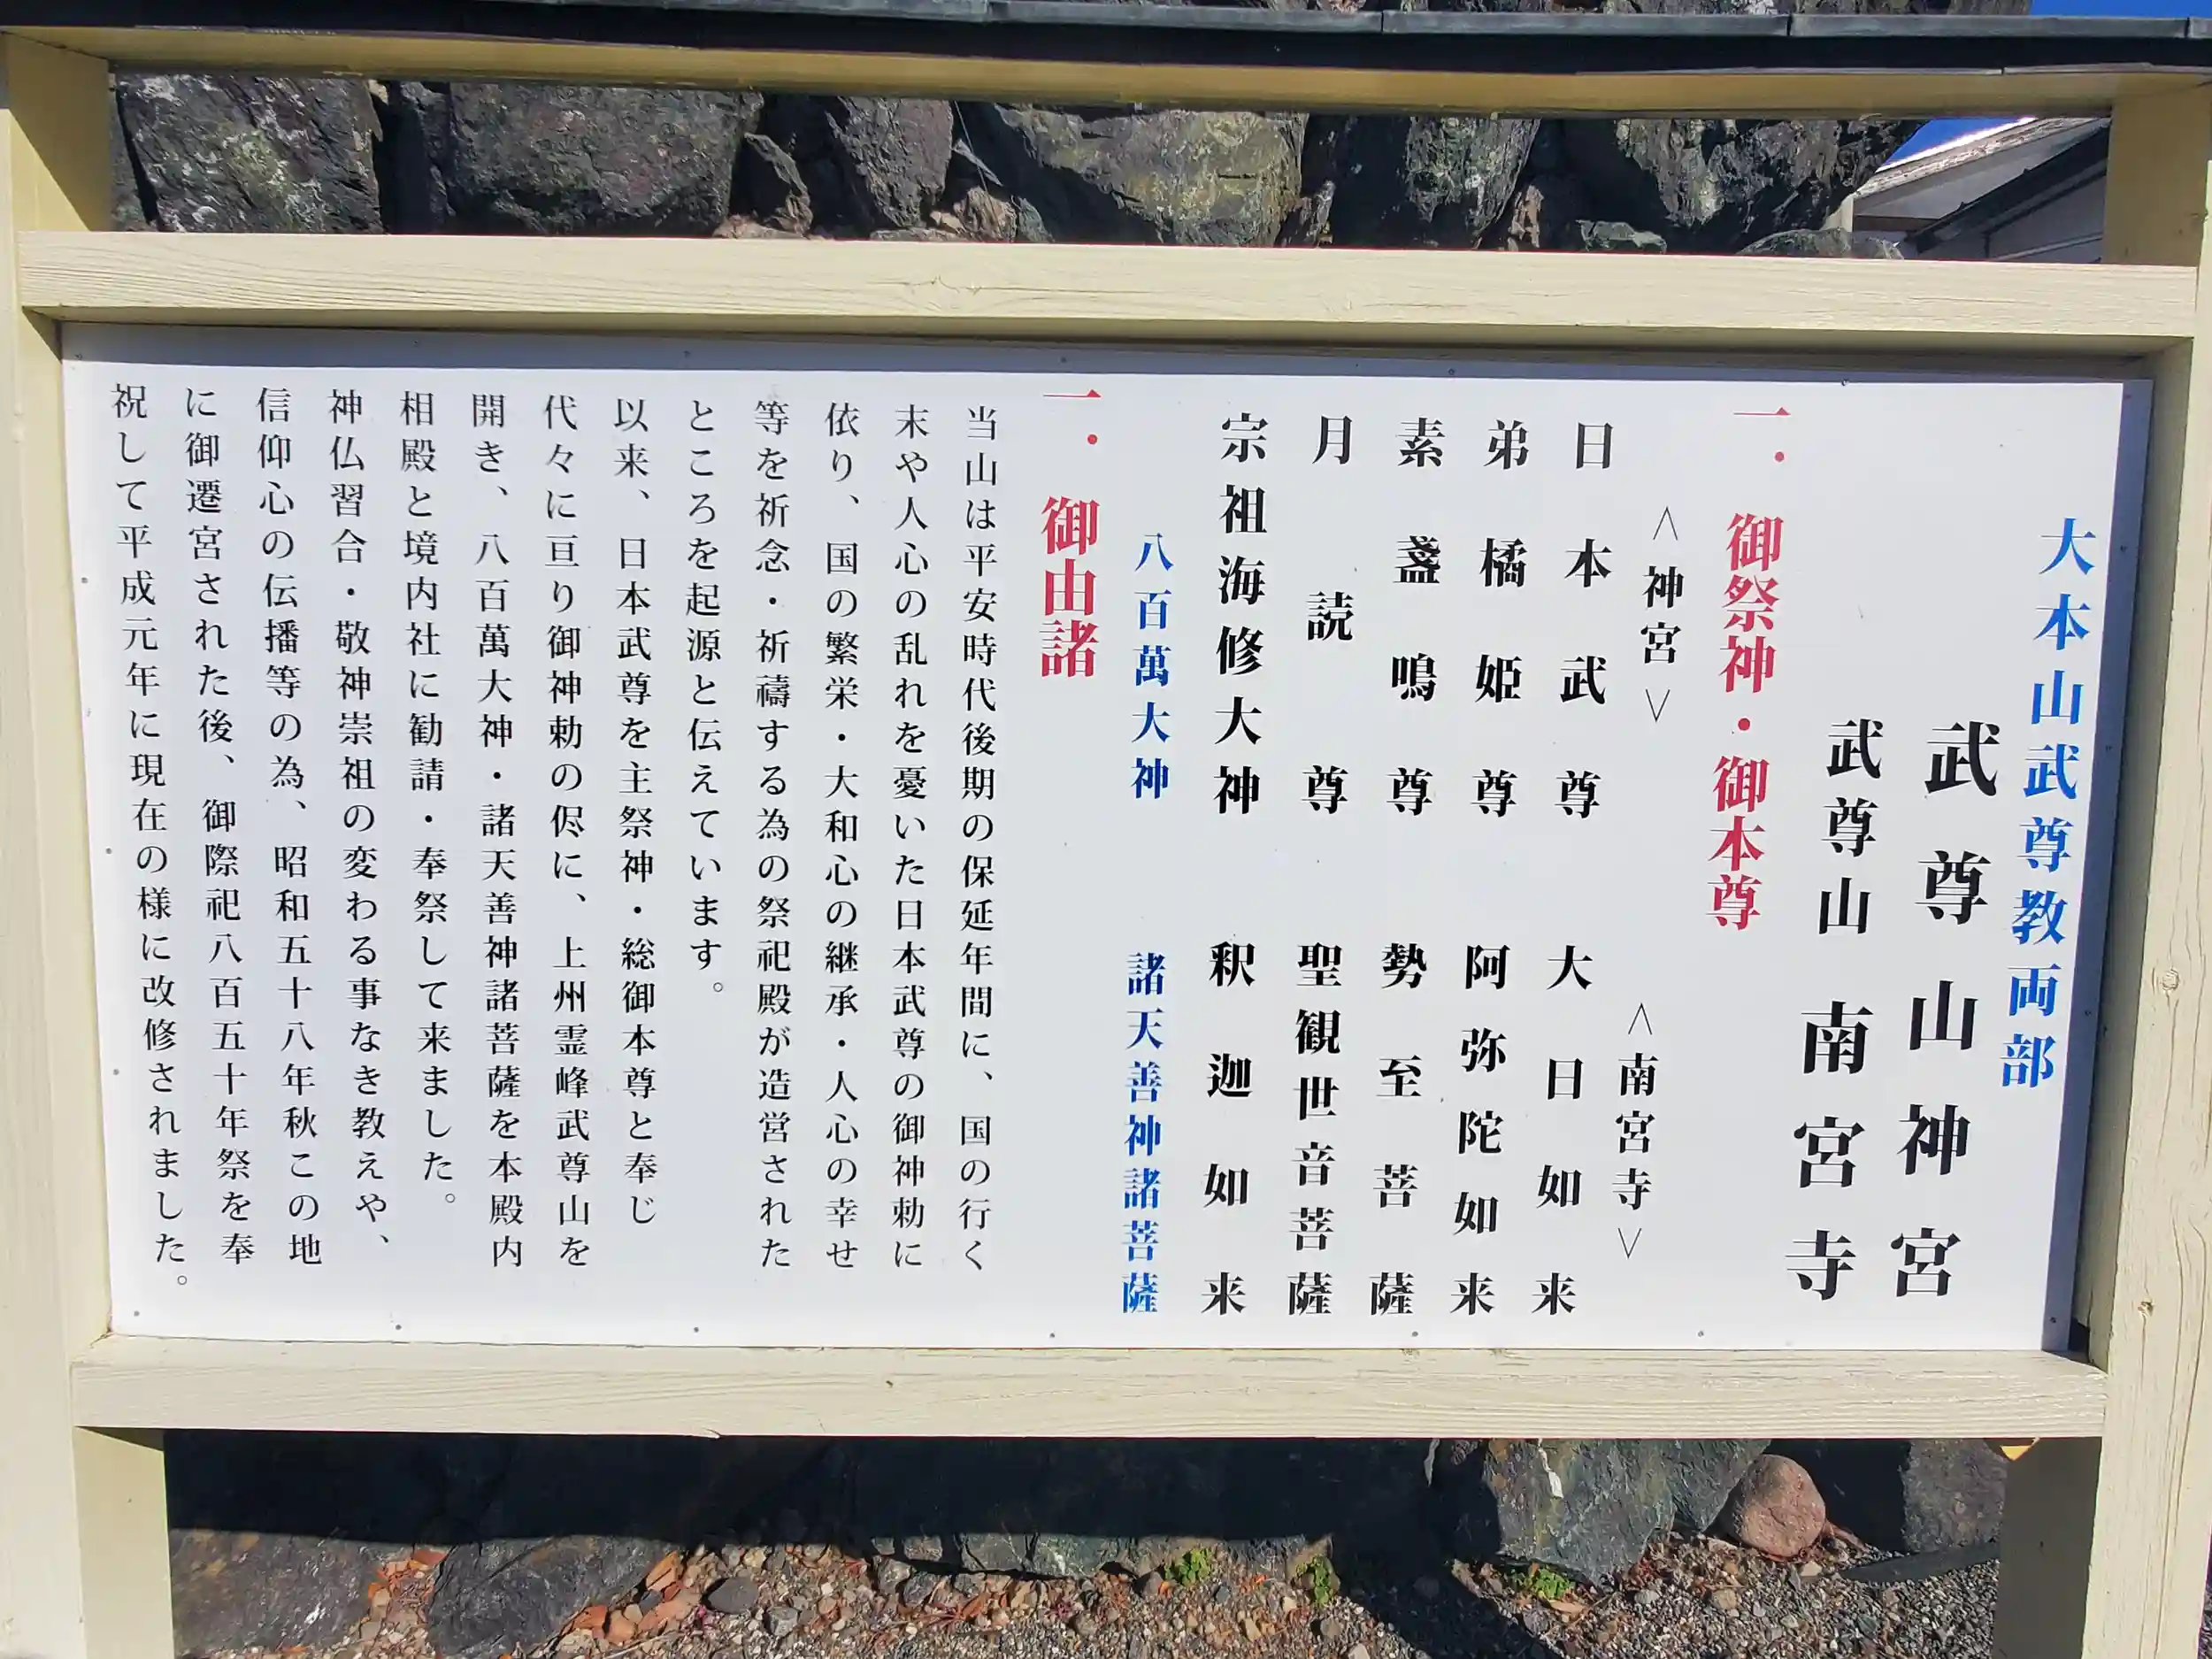 大本山武尊教両部
武尊山神宮
武尊山 南宮寺
一. 御祭神・御本尊
<神宮>
<南宮寺>
日本武尊 大日如来
弟橘姫尊 阿弥陀如来
素盞鳴尊 勢至菩薩
月読尊 聖観世音菩薩
宗祖海修大神 釈迦如来
八百萬大神 諸天善神諸菩薩
一. 御由諸
当山は平安時代後期の保延年間に、国の行く
末や人心の乱れを憂いた日本武尊の御神勅に
依り、国の繁栄・大和心の継承・人心の幸せ
等を祈念・祈禱する為の祭祀殿が造営された
ところを起源と伝えています。
以来、日本武尊を主祭神・総御本尊と奉じ
代々に亘り御神勅の侭に、上州霊峰武尊山を
開き、八百萬大神・諸天善神諸菩薩を本殿内
相殿と境内社に勧請・奉祭して来ました。
神仏習合・敬神崇祖の変わる事なき教えや、
信仰心の伝播等の為、昭和五十八年秋この地
に御遷宮された後、御際祀八百五十年祭を奉
祝して平成元年に現在の様に改修されました。